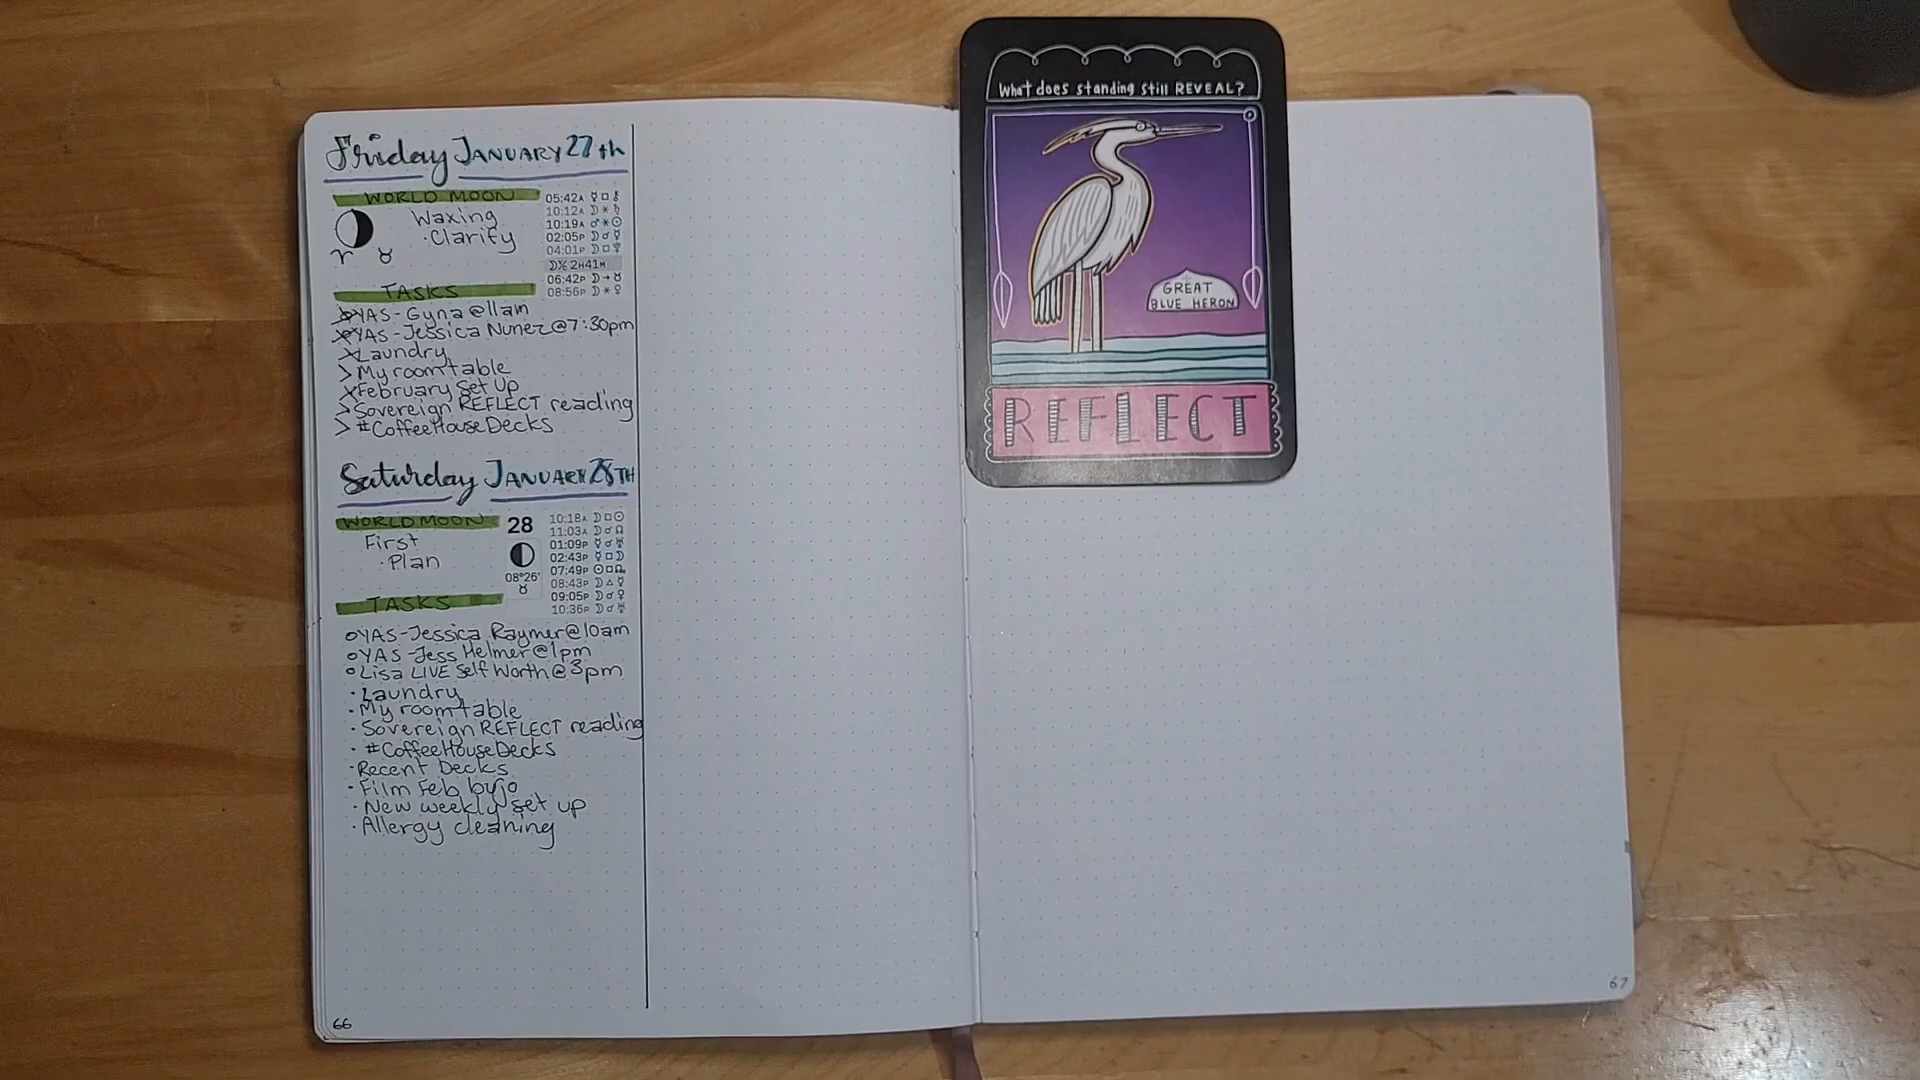 Friday JANUARY 27th
WORLD MOON
Waxing
· Clarify
05:42A ☿ □ ⚷
10:12A ☽ ⚹ ♄
10:19A ♂ ⚹ ☉
02:05P ☽ ☌ ☿
04:01P ☽ □ ♆
☽ 2H41M
06:42P ☽ → ♉
08:56P ☽ ⚹ ♀
♈ ♉
TASKS
YAS - Gyna @ 11am
YAS - Jessica Nunez @ 7:30pm
X Laundry
> My room table
X February Set Up
> Sovereign REFLECT reading
> #CoffeeHouseDecks
Saturday JANUARY 28TH
WORLD MOON
First
· Plan
28
08°26'
♉
10:18A ☽ □ ☉
11:03A ☽ ☌ ☊
01:09P
02:43P
07:49P ☉ □
08:43P ☽ △ ☿
09:05P ☽ ☌ ♀
10:36P ☽ ☌ ♅
TASKS
o YAS - Jessica Raymer @ 10am
o YAS - Jess Helmer @ 1pm
o Lisa LIVE Self Worth @ 3pm
· Laundry
· My room table
· Sovereign REFLECT reading
· #CoffeeHouseDecks
· Recent Decks
· Film Feb bujo
· New weekly set up
· Allergy cleaning
66
What does standing still REVEAL?
GREAT
BLUE HERON
REFLECT
67